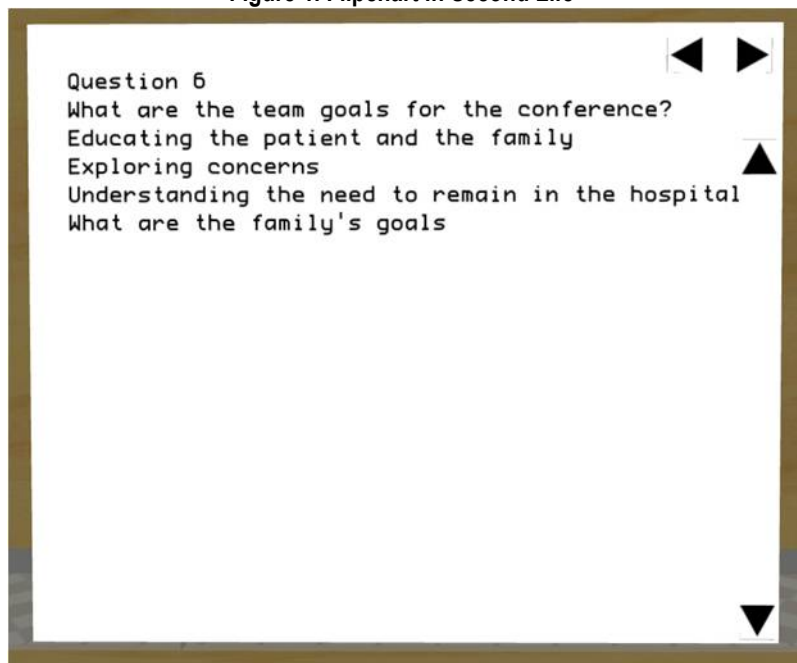 Question 6
What are the team goals for the conference?
Educating the patient and the family
Exploring concerns
Understanding the need to remain in the hospital
What are the family's goals